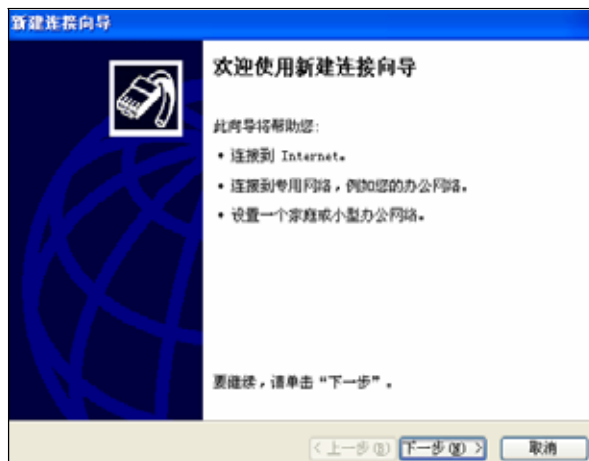 新建连接向导
欢迎使用新建连接向导
此向导将帮助您:
• 连接到 Internet。
• 连接到专用网络，例如您的办公网络。
• 设置一个家庭或小型办公网络。
要继续，请单击“下一步”。
< 上一步(B) 下一步(N) > 取消